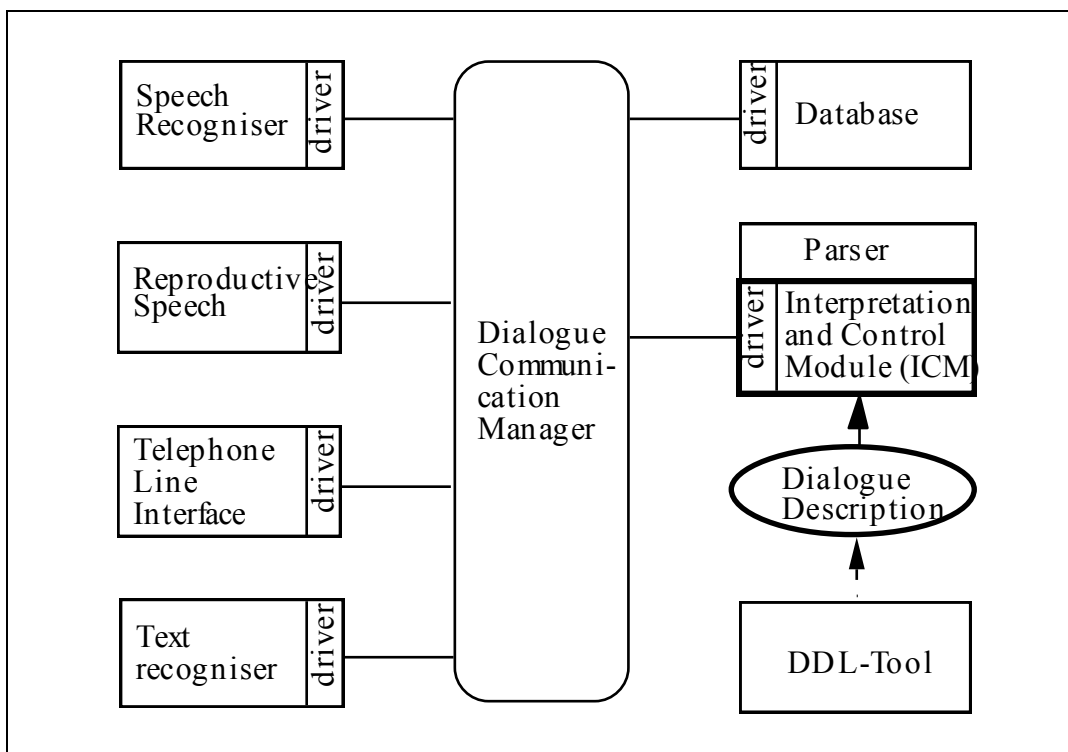 Speech
Recogniser
driver
Reproductive
Speech
driver
Telephone
Line
Interface
driver
Text
recogniser
driver
Dialogue
Communi-
cation
Manager
driver
Database
Parser
driver
Interpretation
and Control
Module (ICM)
Dialogue
Description
DDL-Tool